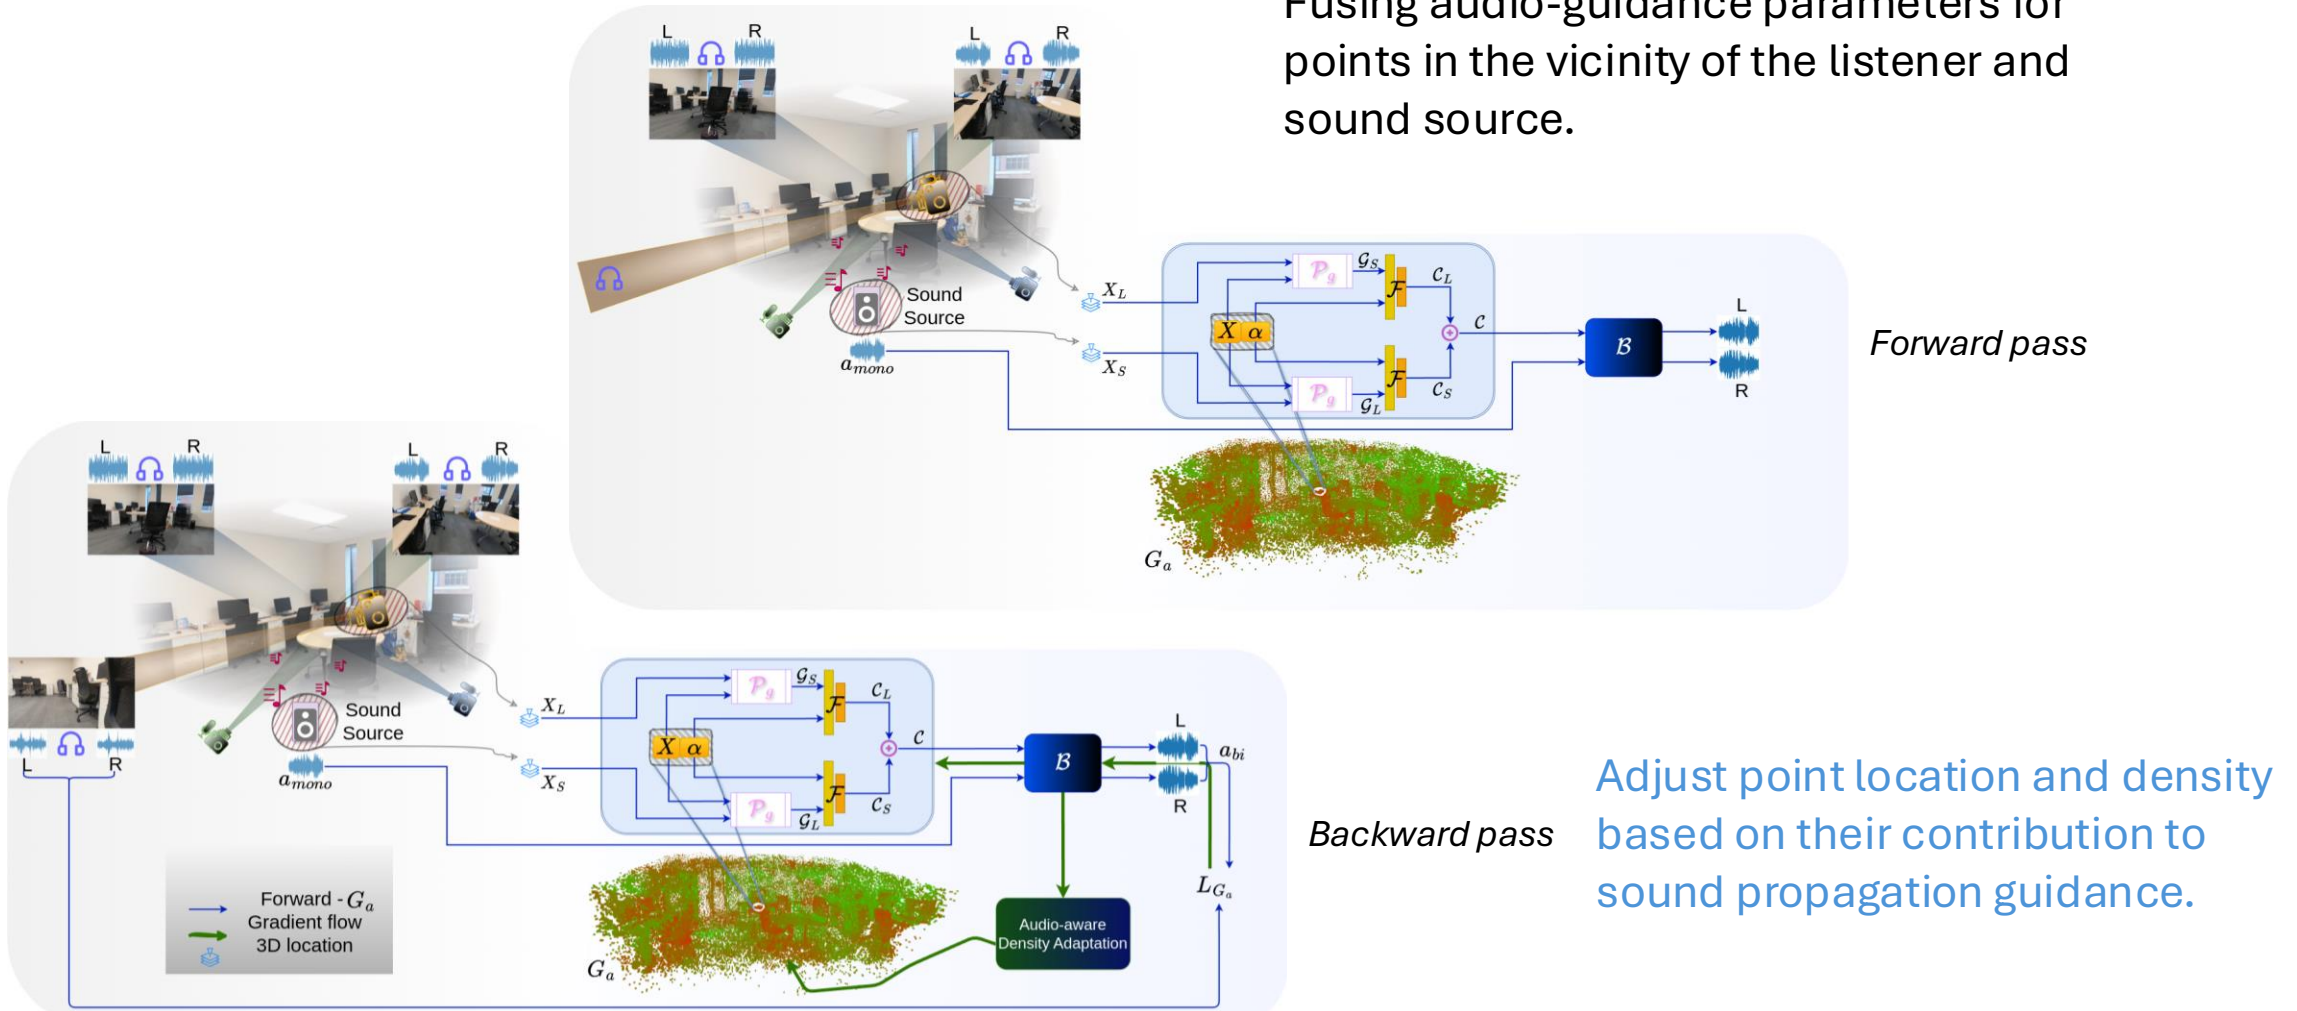 Fusing audio-guidance parameters for
points in the vicinity of the listener and
sound source.
L R
L R
Sound
Source
a_mono
X_L
X_S
P_g
G_S
F
C_L
X α
C
P_g
G_L
F
C_S
B
L
R
Forward pass
G_a
L R
L R
L R
Sound
Source
a_mono
X_L
X_S
P_g
G_S
F
C_L
X α
C
P_g
G_L
F
C_S
B
L
R
a_bi
L_{G_a}
Backward pass
Adjust point location and density
based on their contribution to
sound propagation guidance.
Forward - G_a
Gradient flow
3D location
G_a
Audio-aware
Density Adaptation